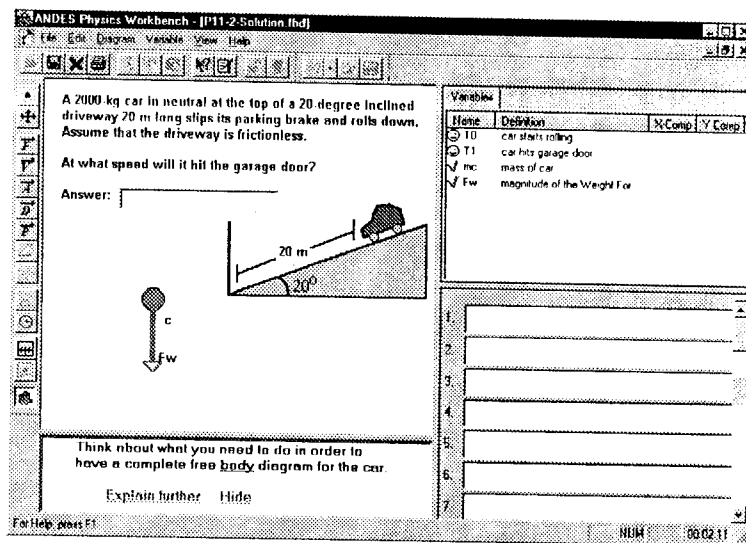 ANDES Physics Workbench - [P11-2-Solution.fbd]
File Edit Diagram Variable View Help
A 2000-kg car in neutral at the top of a 20-degree inclined
driveway 20 m long slips its parking brake and rolls down.
Assume that the driveway is frictionless.
At what speed will it hit the garage door?
Answer:
20 m
20°
c
Fw
Think about what you need to do in order to
have a complete free body diagram for the car.
Explain further Hide
Variables
Name Definition X-Comp Y Comp
T0 car starts rolling
T1 car hits garage door
mc mass of car
Fw magnitude of the Weight For
1.
2.
3.
4.
5.
6.
7
For Help, press F1
NUM 00:02:11